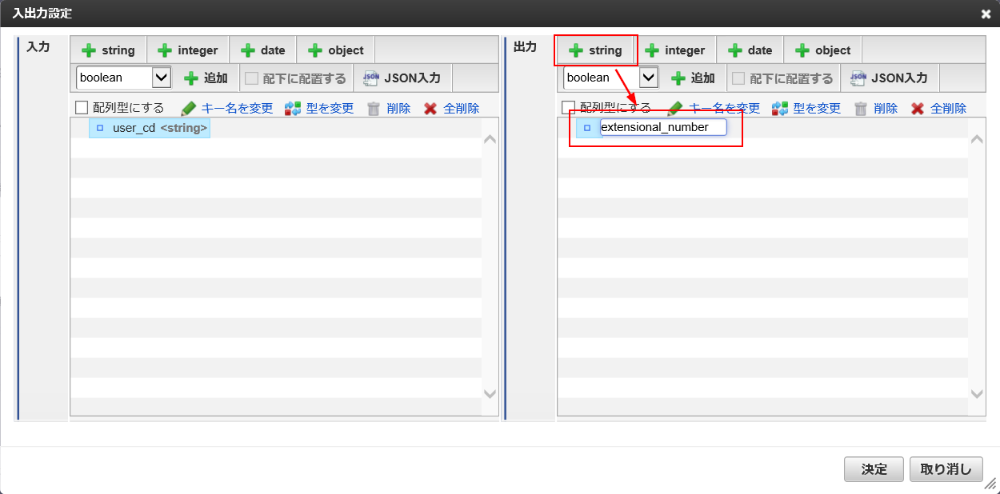 入出力設定
入力
string integer date object
boolean 追加 配下に配置する JSON JSON入力
配列型にする キー名を変更 型を変更 削除 全削除
user_cd <string>
出力
string integer date object
boolean 追加 配下に配置する JSON JSON入力
配列型にする キー名を変更 型を変更 削除 全削除
extensional_number
決定 取り消し